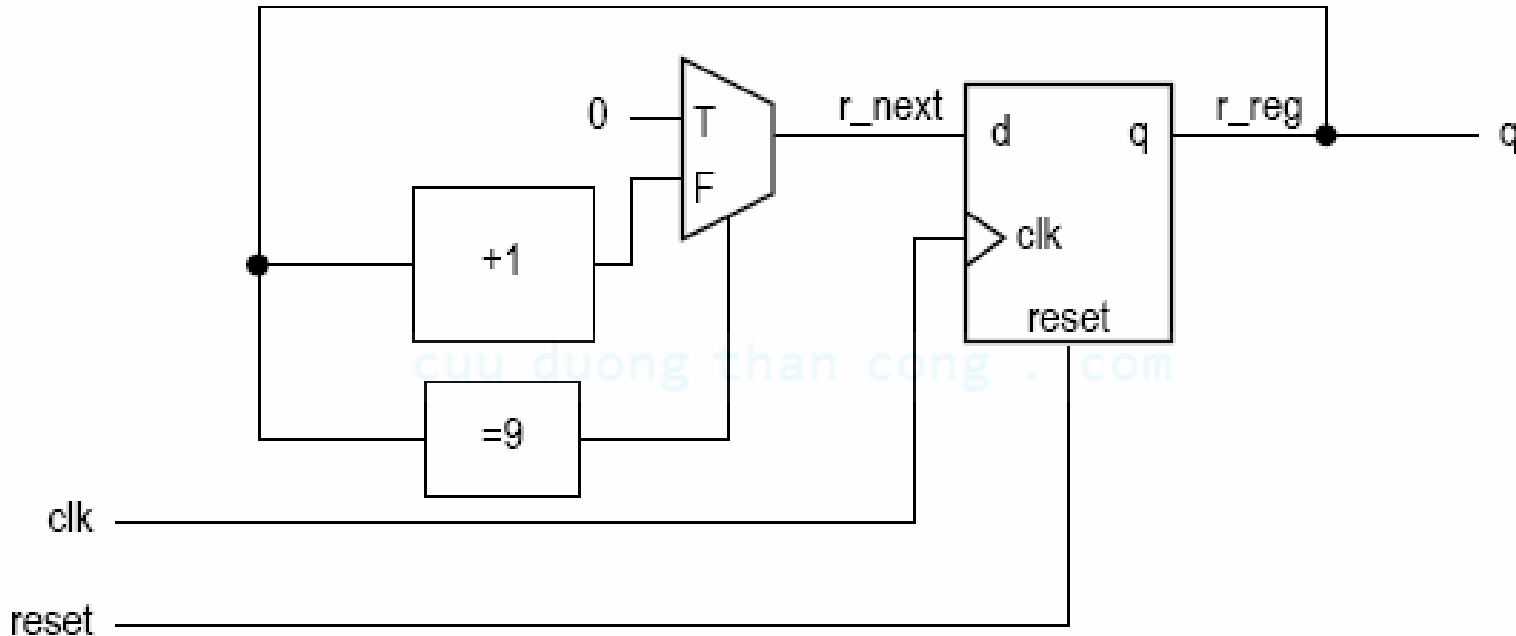 0
T
F
r_next
d
q
r_reg
q
+1
clk
reset
cuu duong than cong . com
=9
clk
reset